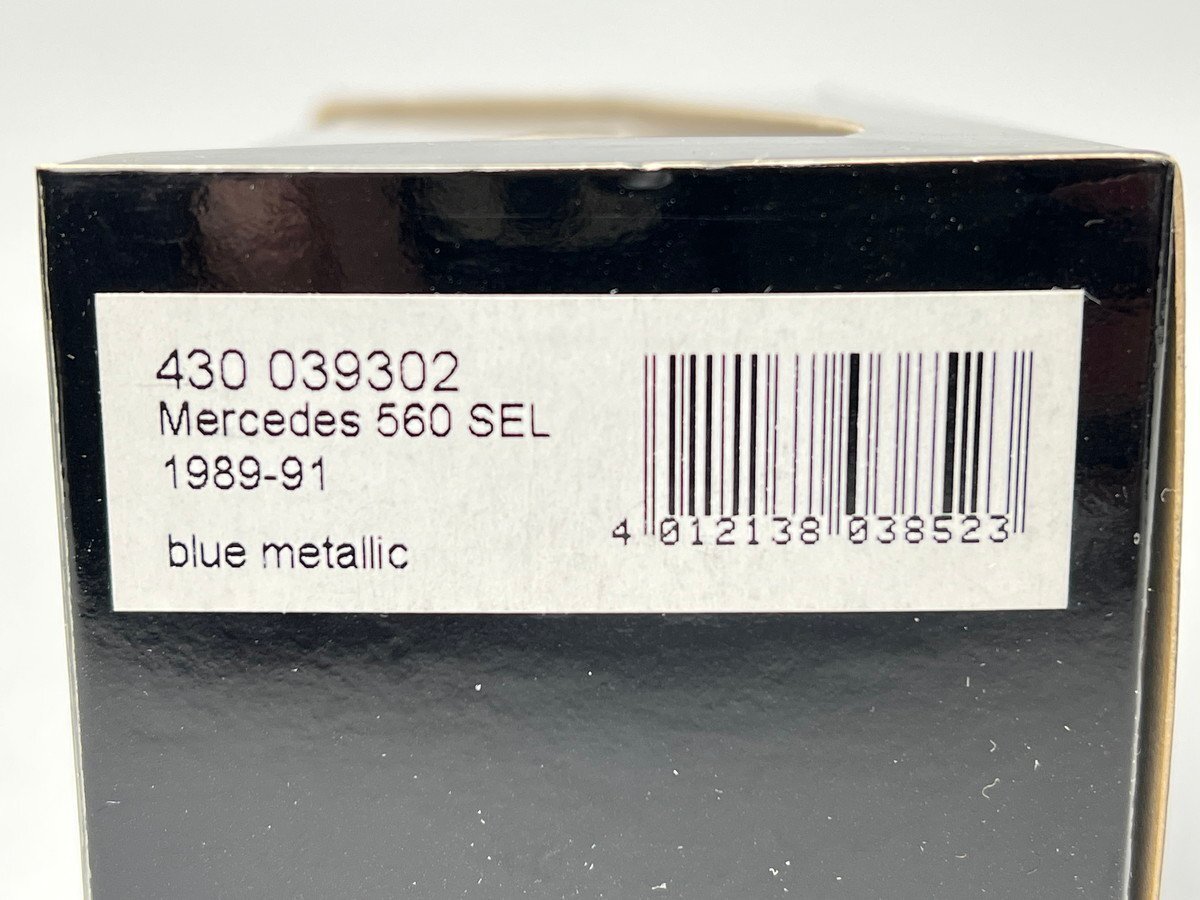 430 039302
Mercedes 560 SEL
1989-91
blue metallic
4 012138 038523